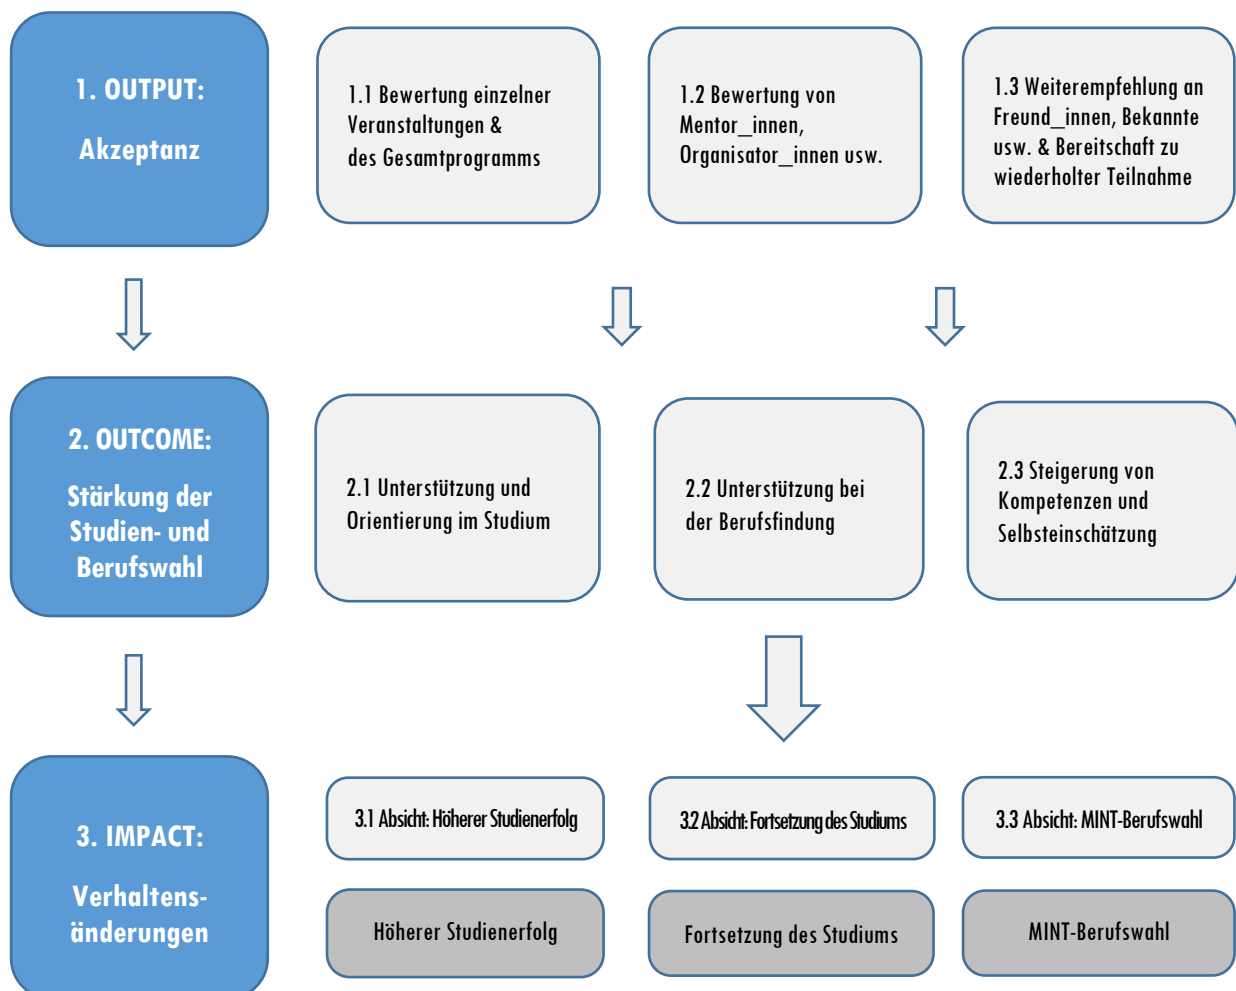 1. OUTPUT:
Akzeptanz
1.1 Bewertung einzelner
Veranstaltungen &
des Gesamtprogramms
1.2 Bewertung von
Mentor_innen,
Organisator_innen usw.
1.3 Weiterempfehlung an
Freund_innen, Bekannte
usw. & Bereitschaft zu
wiederholter Teilnahme
2. OUTCOME:
Stärkung der
Studien- und
Berufswahl
2.1 Unterstützung und
Orientierung im Studium
2.2 Unterstützung bei
der Berufsfindung
2.3 Steigerung von
Kompetenzen und
Selbsteinschätzung
3. IMPACT:
Verhaltens-
änderungen
3.1 Absicht: Höherer Studienerfolg
3.2 Absicht: Fortsetzung des Studiums
3.3 Absicht: MINT-Berufswahl
Höherer Studienerfolg
Fortsetzung des Studiums
MINT-Berufswahl